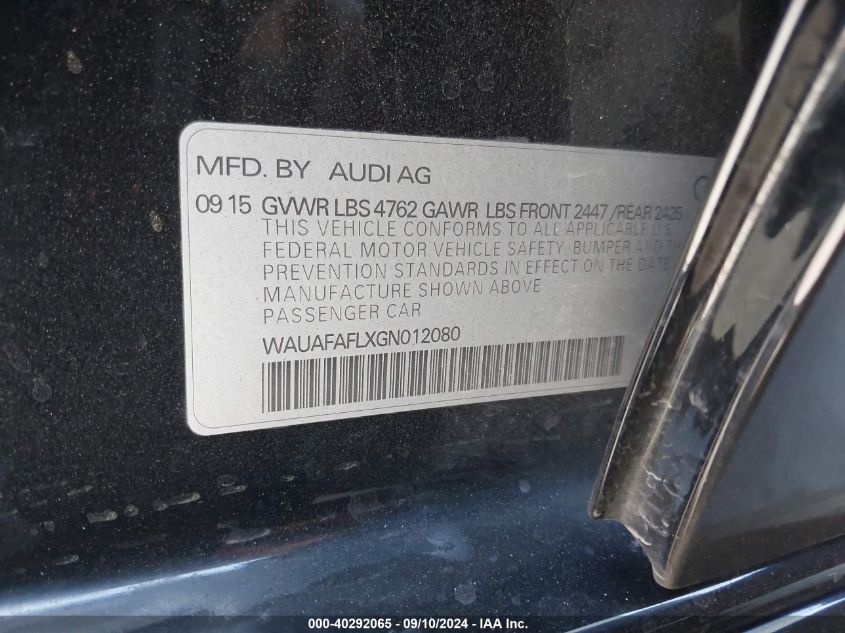 MFD. BY AUDI AG
09 15 GVWR LBS 4762 GAWR LBS FRONT 2447 /REAR 2425
THIS VEHICLE CONFORMS TO ALL APPLICABLE U.S.
FEDERAL MOTOR VEHICLE SAFETY, BUMPER AND
PREVENTION STANDARDS IN EFFECT ON THE DATE
MANUFACTURE SHOWN ABOVE
PASSENGER CAR
WAUAFAFLXGN012080
000-40292065 - 09/10/2024 - IAA Inc.